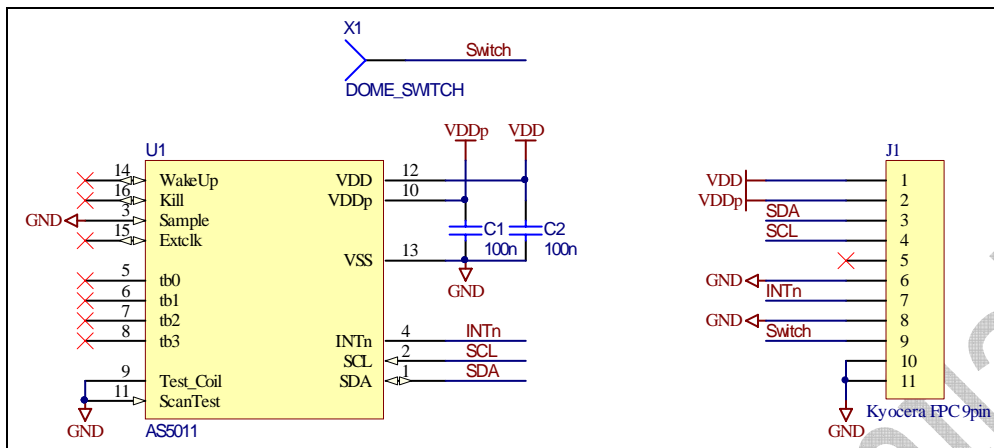 X1
Switch
DOME_SWITCH
VDDp VDD
U1
14 WakeUp
16 Kill
GND 3 Sample
15 Extclk
5 tb0
6 tb1
7 tb2
8 tb3
9 Test_Coil
11 ScanTest
GND
AS5011
VDD 12
VDDp 10
VSS 13
INTn 4 INTn
SCL 2 SCL
SDA 1 SDA
C1
100n
C2
100n
GND
J1
VDD 1
VDDp 2
SDA 3
SCL 4
5
GND 6
INTn 7
GND 8
Switch 9
10
11
GND
Kyocera FPC 9pin